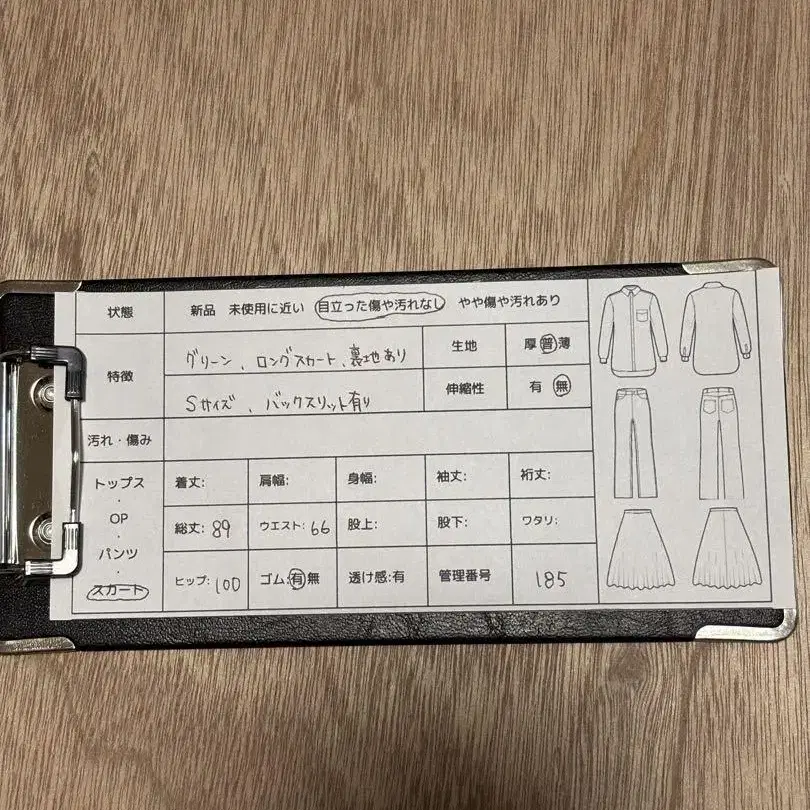 状態 新品 未使用に近い 目立った傷や汚れなし やや傷や汚れあり
特徴 グリーン、ロングスカート、裏地あり 生地 厚 普 薄
Sサイズ、バックスリット有り 伸縮性 有 無
汚れ・傷み
トップス 着丈: 肩幅: 身幅: 袖丈: 裄丈:
・
OP 総丈: 89 ウエスト: 66 股上: 股下: ワタリ:
・
パンツ
・
スカート ヒップ: 100 ゴム:有 無 透け感:有 管理番号 185